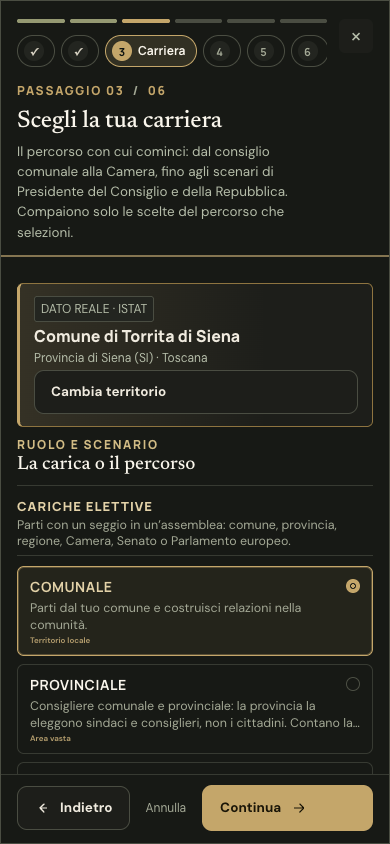 ✓ ✓ 3 Carriera 4 5 6 ✕
PASSAGGIO 03 / 06
Scegli la tua carriera
Il percorso con cui cominci: dal consiglio
comunale alla Camera, fino agli scenari di
Presidente del Consiglio e della Repubblica.
Compaiono solo le scelte del percorso che
selezioni.
DATO REALE · ISTAT
Comune di Torrita di Siena
Provincia di Siena (SI) · Toscana
Cambia territorio
RUOLO E SCENARIO
La carica o il percorso
CARICHE ELETTIVE
Parti con un seggio in un’assemblea: comune, provincia,
regione, Camera, Senato o Parlamento europeo.
COMUNALE
Parti dal tuo comune e costruisci relazioni nella
comunità.
Territorio locale
PROVINCIALE
Consigliere comunale e provinciale: la provincia la
eleggono sindaci e consiglieri, non i cittadini. Contano la…
Area vasta
← Indietro Annulla Continua →